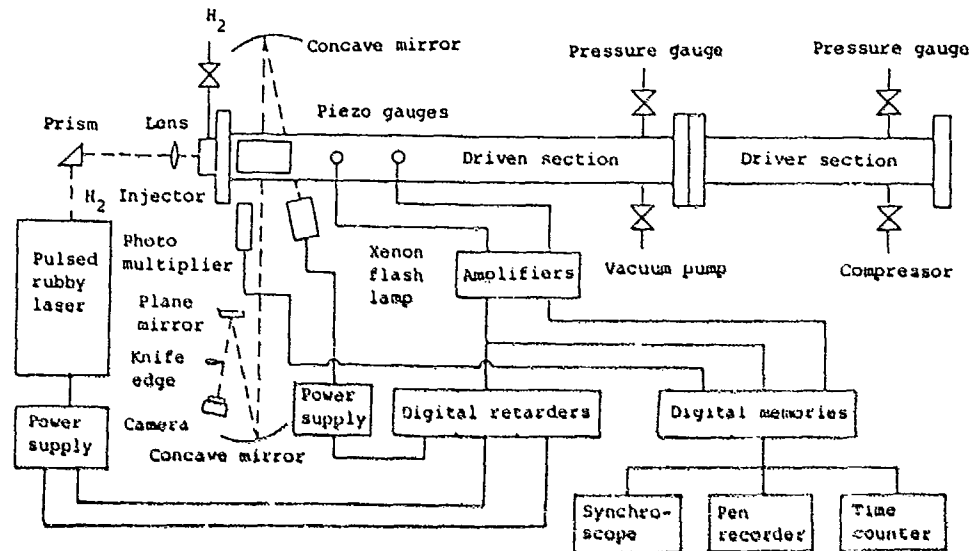 H2
Concave mirror
Pressure gauge
Pressure gauge
Prism
Lens
Piezo gauges
Driven section
Driver section
H2
Injector
Pulsed
rubby
laser
Photo
multiplier
Xenon
flash
lamp
Amplifiers
Vacuum pump
Compressor
Plane
mirror
Knife
edge
Camera
Power
supply
Power
supply
Digital retarders
Digital memories
Concave mirror
Synchro-
scope
Pen
recorder
Time
counter